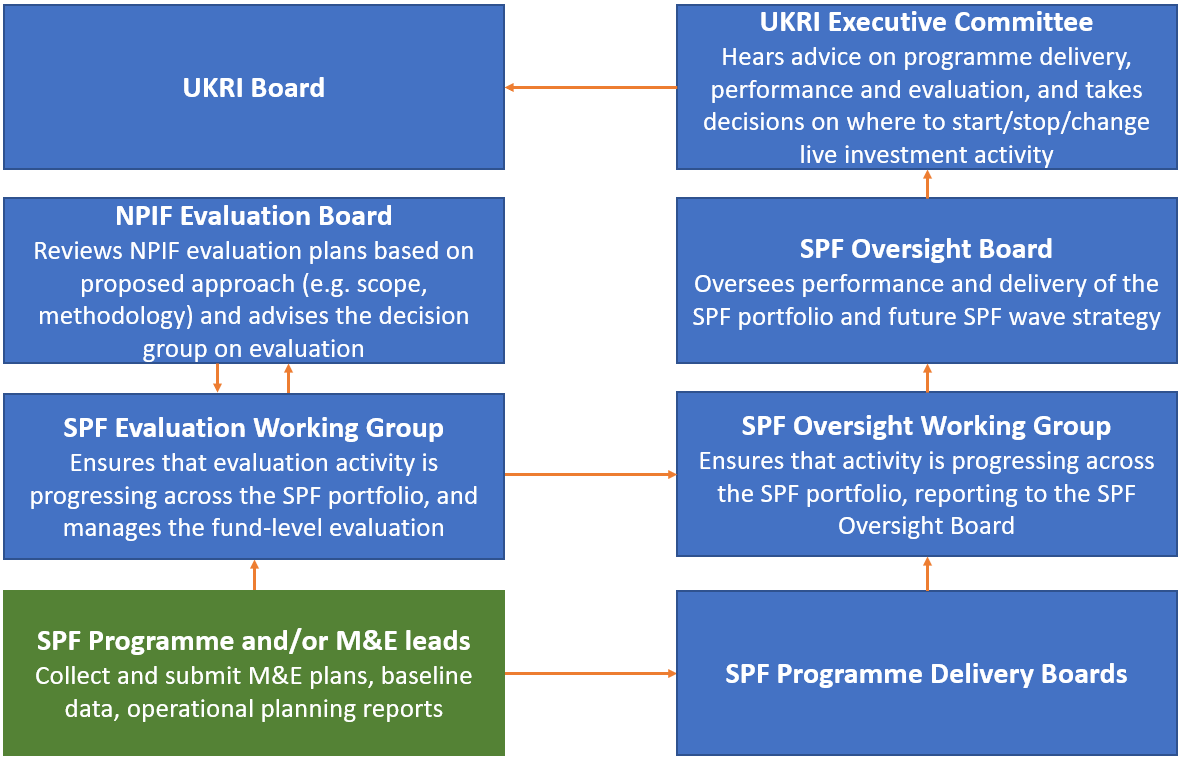 UKRI Board
UKRI Executive Committee
Hears advice on programme delivery,
performance and evaluation, and takes
decisions on where to start/stop/change
live investment activity
NPIF Evaluation Board
Reviews NPIF evaluation plans based on
proposed approach (e.g. scope,
methodology) and advises the decision
group on evaluation
SPF Oversight Board
Oversees performance and delivery of the
SPF portfolio and future SPF wave strategy
SPF Evaluation Working Group
Ensures that evaluation activity is
progressing across the SPF portfolio, and
manages the fund-level evaluation
SPF Oversight Working Group
Ensures that activity is progressing across
the SPF portfolio, reporting to the SPF
Oversight Board
SPF Programme and/or M&E leads
Collect and submit M&E plans, baseline
data, operational planning reports
SPF Programme Delivery Boards